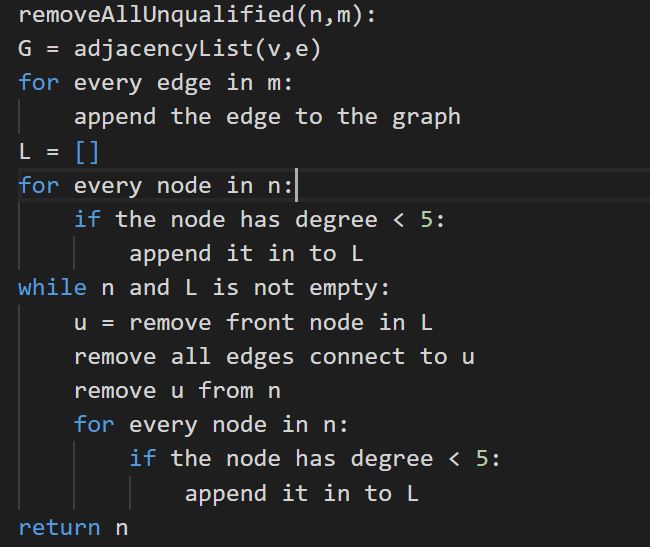 removeAllUnqualified(n,m):
G = adjacencyList(v,e)
for every edge in m:
append the edge to the graph
L = []
for every node in n:
if the node has degree < 5:
append it in to L
while n and L is not empty:
u = remove front node in L
remove all edges connect to u
remove u from n
for every node in n:
if the node has degree < 5:
append it in to L
return n